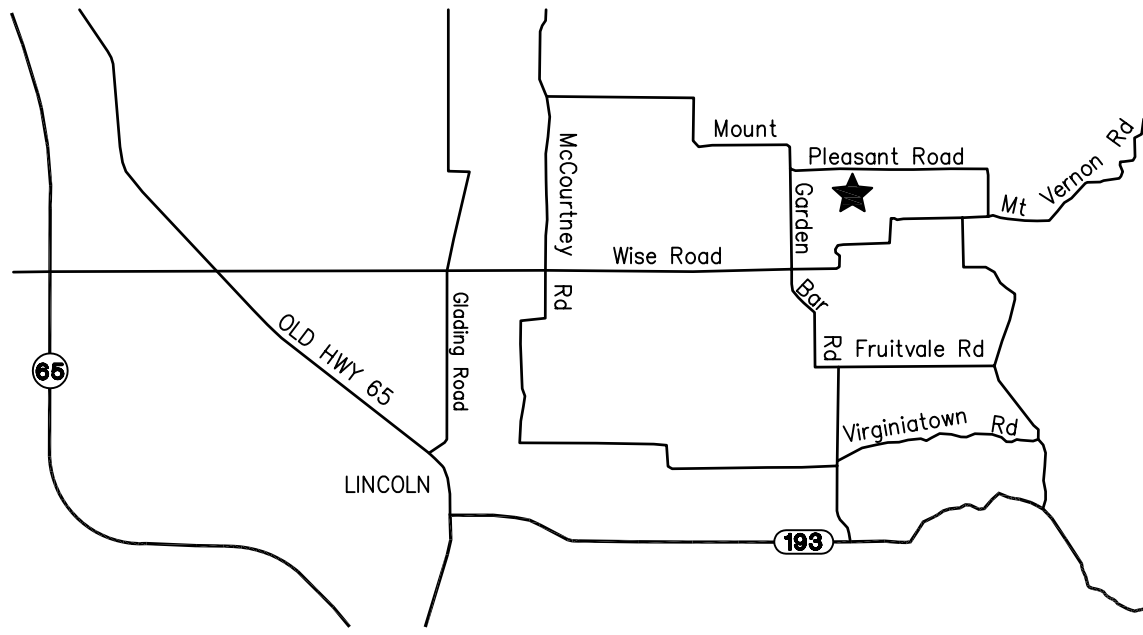 Mount
Pleasant Road
Mt Vernon Rd
McCourtney Rd
Garden Bar Rd
Wise Road
Glading Road
OLD HWY 65
65
Fruitvale Rd
Virginiatown Rd
LINCOLN
193